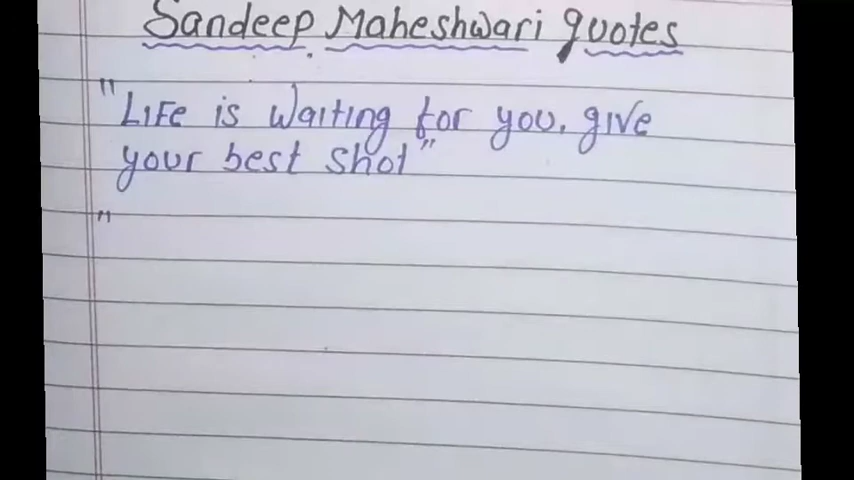 Sandeep Maheshwari quotes
"Life is waiting for you. give
your best shot"
"